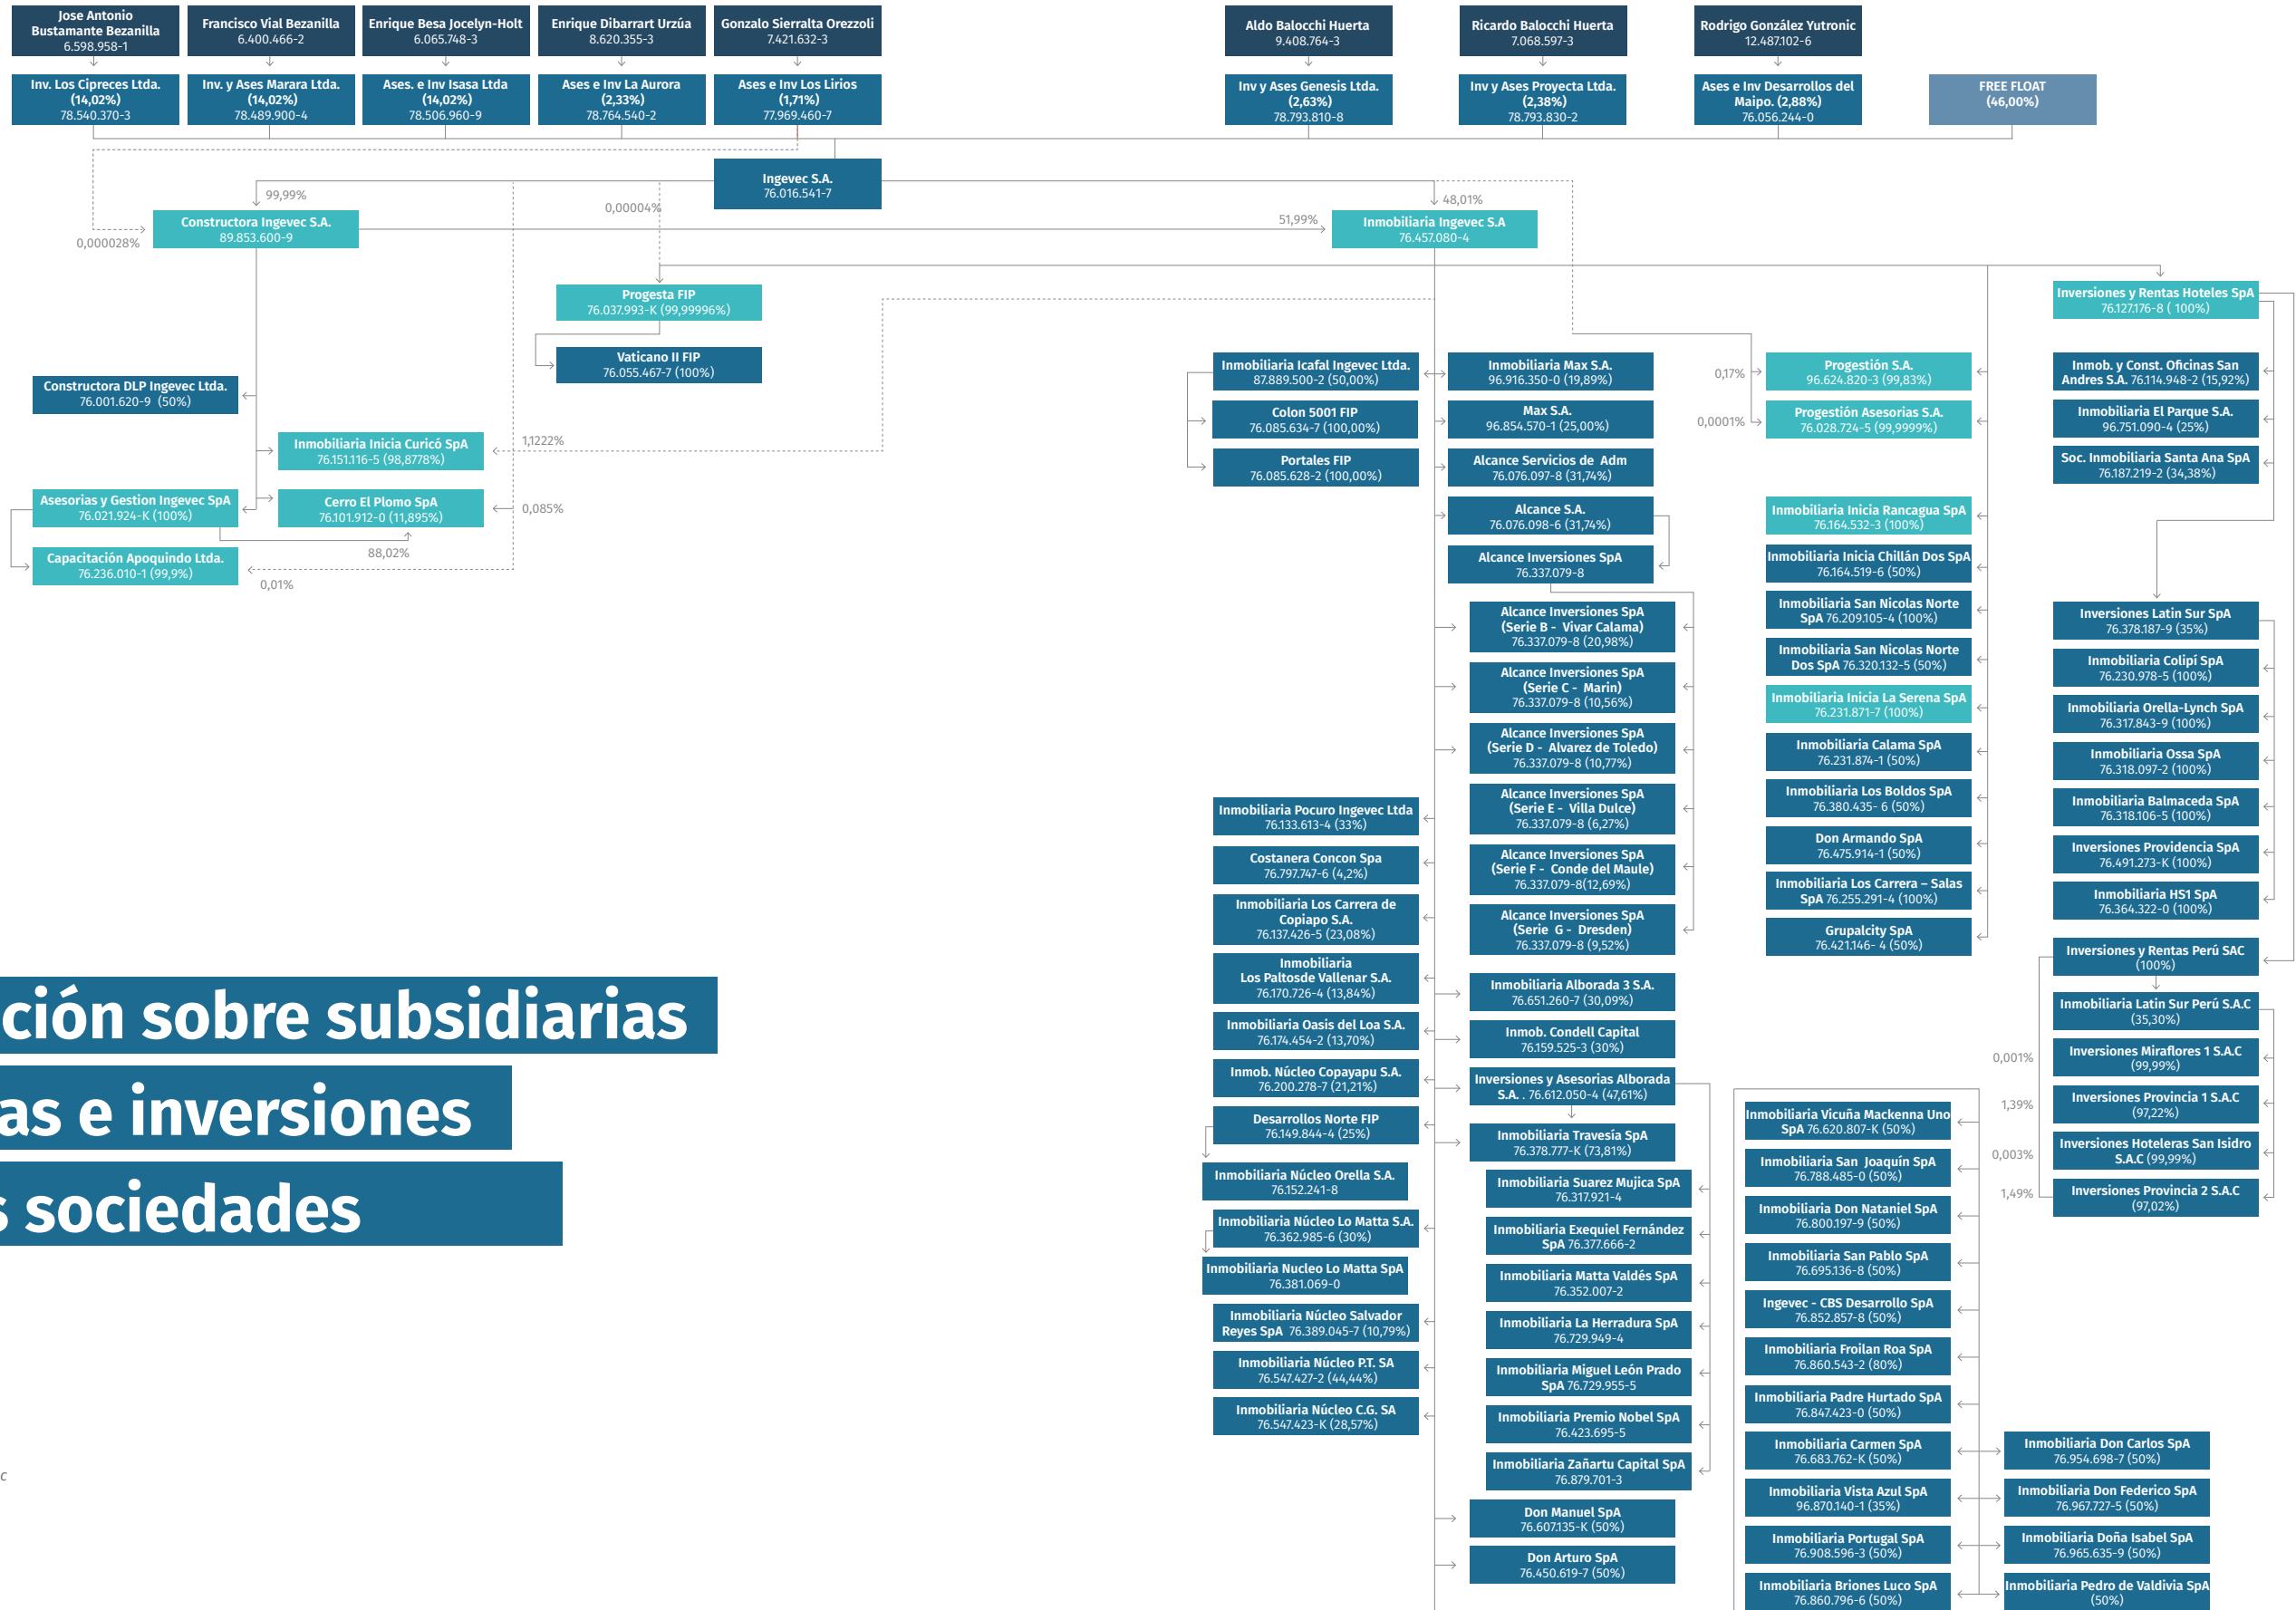 Jose Antonio
Bustamante Bezanilla
6.598.958-1
Francisco Vial Bezanilla
6.400.466-2
Enrique Besa Jocelyn-Holt
6.065.748-3
Enrique Dibarrart Urzúa
8.620.355-3
Gonzalo Sierralta Orezzoli
7.421.632-3
Aldo Balocchi Huerta
9.408.764-3
Ricardo Balocchi Huerta
7.068.597-3
Rodrigo González Yutronic
12.487.102-6
Inv. Los Cipreces Ltda.
(14,02%)
78.540.370-3
Inv. y Ases Marara Ltda.
(14,02%)
78.489.900-4
Ases. e Inv Isasa Ltda
(14,02%)
78.506.960-9
Ases e Inv La Aurora
(2,33%)
78.764.540-2
Ases e Inv Los Lirios
(1,71%)
77.969.460-7
Inv y Ases Genesis Ltda.
(2,63%)
78.793.810-8
Inv y Ases Proyecta Ltda.
(2,38%)
78.793.830-2
Ases e Inv Desarrollos del
Maipo. (2,88%)
76.056.244-0
FREE FLOAT
(46,00%)
Ingevec S.A.
76.016.541-7
99,99%
0,00004%
48,01%
51,99%
0,000028%
Constructora Ingevec S.A.
89.853.600-9
Inmobiliaria Ingevec S.A
76.457.080-4
Progesta FIP
76.037.993-K (99,99996%)
Vaticano II FIP
76.055.467-7 (100%)
Constructora DLP Ingevec Ltda.
76.001.620-9 (50%)
Inmobiliaria Inicia Curicó SpA
76.151.116-5 (98,8778%)
1,1222%
Asesorias y Gestion Ingevec SpA
76.021.924-K (100%)
Cerro El Plomo SpA
76.101.912-0 (11,895%)
0,085%
88,02%
Capacitación Apoquindo Ltda.
76.236.010-1 (99,9%)
0,01%
Inmobiliaria Icafal Ingevec Ltda.
87.889.500-2 (50,00%)
Colon 5001 FIP
76.085.634-7 (100,00%)
Portales FIP
76.085.628-2 (100,00%)
Inmobiliaria Max S.A.
96.916.350-0 (19,89%)
Max S.A.
96.854.570-1 (25,00%)
Alcance Servicios de Adm
76.076.097-8 (31,74%)
Alcance S.A.
76.076.098-6 (31,74%)
Alcance Inversiones SpA
76.337.079-8
Alcance Inversiones SpA
(Serie B - Vivar Calama)
76.337.079-8 (20,98%)
Alcance Inversiones SpA
(Serie C - Marin)
76.337.079-8 (10,56%)
Alcance Inversiones SpA
(Serie D - Alvarez de Toledo)
76.337.079-8 (10,77%)
Alcance Inversiones SpA
(Serie E - Villa Dulce)
76.337.079-8 (6,27%)
Alcance Inversiones SpA
(Serie F - Conde del Maule)
76.337.079-8(12,69%)
Alcance Inversiones SpA
(Serie G - Dresden)
76.337.079-8 (9,52%)
0,17%
0,0001%
Progestión S.A.
96.624.820-3 (99,83%)
Progestión Asesorias S.A.
76.028.724-5 (99,9999%)
Inmobiliaria Inicia Rancagua SpA
76.164.532-3 (100%)
Inmobiliaria Inicia Chillán Dos SpA
76.164.519-6 (50%)
Inmobiliaria San Nicolas Norte
SpA 76.209.105-4 (100%)
Inmobiliaria San Nicolas Norte
Dos SpA 76.320.132-5 (50%)
Inmobiliaria Inicia La Serena SpA
76.231.871-7 (100%)
Inmobiliaria Calama SpA
76.231.874-1 (50%)
Inmobiliaria Los Boldos SpA
76.380.435- 6 (50%)
Don Armando SpA
76.475.914-1 (50%)
Inmobiliaria Los Carrera – Salas
SpA 76.255.291-4 (100%)
Grupalcity SpA
76.421.146- 4 (50%)
Inversiones y Rentas Hoteles SpA
76.127.176-8 ( 100%)
Inmob. y Const. Oficinas San
Andres S.A. 76.114.948-2 (15,92%)
Inmobiliaria El Parque S.A.
96.751.090-4 (25%)
Soc. Inmobiliaria Santa Ana SpA
76.187.219-2 (34,38%)
Inversiones Latin Sur SpA
76.378.187-9 (35%)
Inmobiliaria Colipí SpA
76.230.978-5 (100%)
Inmobiliaria Orella-Lynch SpA
76.317.843-9 (100%)
Inmobiliaria Ossa SpA
76.318.097-2 (100%)
Inmobiliaria Balmaceda SpA
76.318.106-5 (100%)
Inversiones Providencia SpA
76.491.273-K (100%)
Inmobiliaria HS1 SpA
76.364.322-0 (100%)
Inversiones y Rentas Perú SAC
(100%)
Inmobiliaria Latin Sur Perú S.A.C
(35,30%)
0,001%
Inversiones Miraflores 1 S.A.C
(99,99%)
1,39%
Inversiones Provincia 1 S.A.C
(97,22%)
0,003%
Inversiones Hoteleras San Isidro
S.A.C (99,99%)
1,49%
Inversiones Provincia 2 S.A.C
(97,02%)
Inmobiliaria Pocuro Ingevec Ltda
76.133.613-4 (33%)
Costanera Concon Spa
76.797.747-6 (4,2%)
Inmobiliaria Los Carrera de
Copiapo S.A.
76.137.426-5 (23,08%)
Inmobiliaria
Los Paltosde Vallenar S.A.
76.170.726-4 (13,84%)
Inmobiliaria Oasis del Loa S.A.
76.174.454-2 (13,70%)
Inmob. Núcleo Copayapu S.A.
76.200.278-7 (21,21%)
Desarrollos Norte FIP
76.149.844-4 (25%)
Inmobiliaria Núcleo Orella S.A.
76.152.241-8
Inmobiliaria Núcleo Lo Matta S.A.
76.362.985-6 (30%)
Inmobiliaria Nucleo Lo Matta SpA
76.381.069-0
Inmobiliaria Núcleo Salvador
Reyes SpA 76.389.045-7 (10,79%)
Inmobiliaria Núcleo P.T. SA
76.547.427-2 (44,44%)
Inmobiliaria Núcleo C.G. SA
76.547.423-K (28,57%)
Inmobiliaria Alborada 3 S.A.
76.651.260-7 (30,09%)
Inmob. Condell Capital
76.159.525-3 (30%)
Inversiones y Asesorias Alborada
S.A. . 76.612.050-4 (47,61%)
Inmobiliaria Travesía SpA
76.378.777-K (73,81%)
Inmobiliaria Suarez Mujica SpA
76.317.921-4
Inmobiliaria Exequiel Fernández
SpA 76.377.666-2
Inmobiliaria Matta Valdés SpA
76.352.007-2
Inmobiliaria La Herradura SpA
76.729.949-4
Inmobiliaria Miguel León Prado
SpA 76.729.955-5
Inmobiliaria Premio Nobel SpA
76.423.695-5
Inmobiliaria Zañartu Capital SpA
76.879.701-3
Don Manuel SpA
76.607.135-K (50%)
Don Arturo SpA
76.450.619-7 (50%)
Inmobiliaria Vicuña Mackenna Uno
SpA 76.620.807-K (50%)
Inmobiliaria San Joaquín SpA
76.788.485-0 (50%)
Inmobiliaria Don Nataniel SpA
76.800.197-9 (50%)
Inmobiliaria San Pablo SpA
76.695.136-8 (50%)
Ingevec - CBS Desarrollo SpA
76.852.857-8 (50%)
Inmobiliaria Froilan Roa SpA
76.860.543-2 (80%)
Inmobiliaria Padre Hurtado SpA
76.847.423-0 (50%)
Inmobiliaria Carmen SpA
76.683.762-K (50%)
Inmobiliaria Vista Azul SpA
96.870.140-1 (35%)
Inmobiliaria Portugal SpA
76.908.596-3 (50%)
Inmobiliaria Briones Luco SpA
76.860.796-6 (50%)
Inmobiliaria Don Carlos SpA
76.954.698-7 (50%)
Inmobiliaria Don Federico SpA
76.967.727-5 (50%)
Inmobiliaria Doña Isabel SpA
76.965.635-9 (50%)
Inmobiliaria Pedro de Valdivia SpA
(50%)
ción sobre subsidiarias
as e inversiones
s sociedades
c